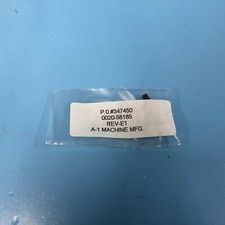 P.O.#347450
0020-58185
REV-E1
A-1 MACHINE MFG.